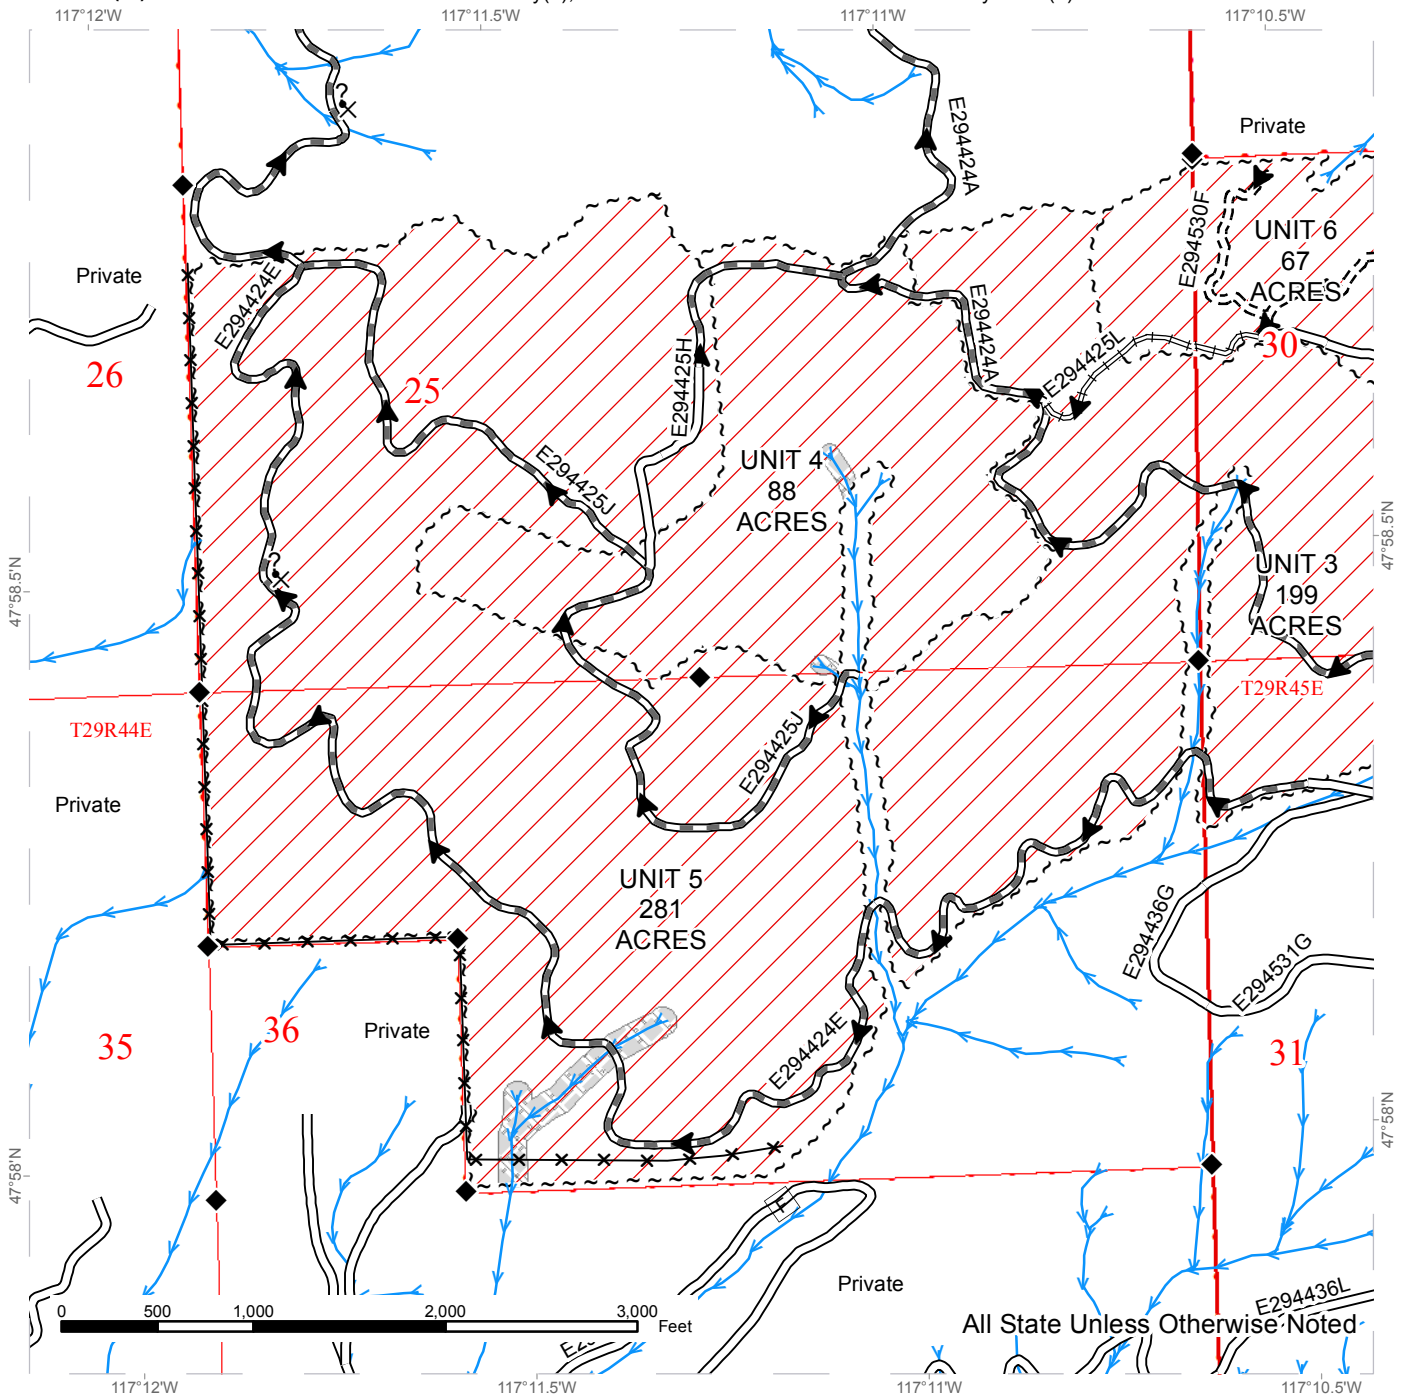 117°12'W 117°11.5'W 117°11'W 117°10.5'W
?
E294424A
Private
E294530F
UNIT 6
67
ACRES
Private
E294424E
E294424A
E294425L
30
26
25
E294425H
UNIT 4
88
ACRES
E294425J
47°58.5'N
47°58.5'N
?
UNIT 3
199
ACRES
T29R44E
T29R45E
E294425J
Private
UNIT 5
281
ACRES
E294436G
E294531G
35
36
Private
E294424E
31
47°58'N
47°58'N
F
Private
E294436L
0 500 1,000 2,000 3,000
Feet
All State Unless Otherwise Noted
117°12'W 117°11.5'W 117°11'W 117°10.5'W